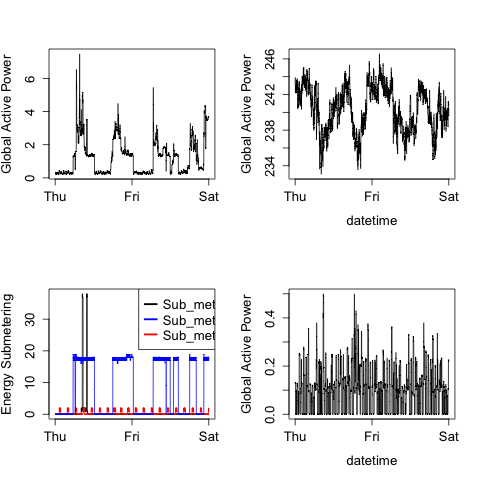 Global Active Power
0 2 4 6
Thu Fri Sat
Global Active Power
234 238 242 246
Thu Fri Sat
datetime
Energy Submetering
0 10 20 30
Sub_met
Sub_met
Sub_met
Thu Fri Sat
Global Active Power
0.0 0.2 0.4
Thu Fri Sat
datetime